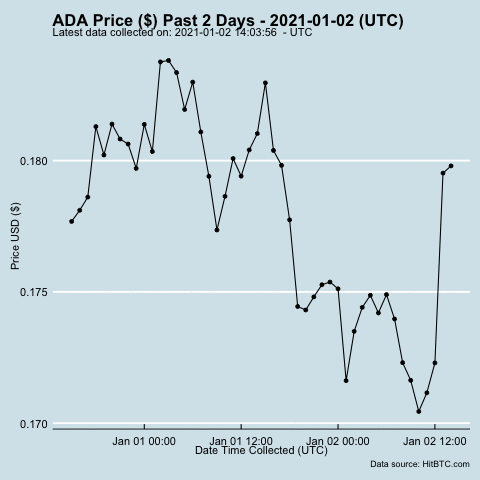 ADA Price ($) Past 2 Days - 2021-01-02 (UTC)
Latest data collected on: 2021-01-02 14:03:56  - UTC
Price USD ($)
0.180
0.175
0.170
Jan 01 00:00 Jan 01 12:00 Jan 02 00:00 Jan 02 12:00
Date Time Collected (UTC)
Data source: HitBTC.com